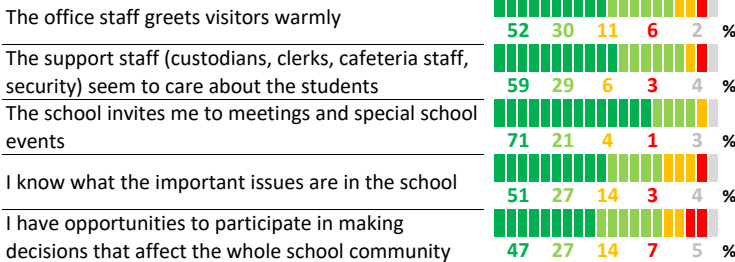 The office staff greets visitors warmly
52 30 11 6 2 %
The support staff (custodians, clerks, cafeteria staff,
security) seem to care about the students
59 29 6 3 4 %
The school invites me to meetings and special school
events
71 21 4 1 3 %
I know what the important issues are in the school
51 27 14 3 4 %
I have opportunities to participate in making
decisions that affect the whole school community
47 27 14 7 5 %